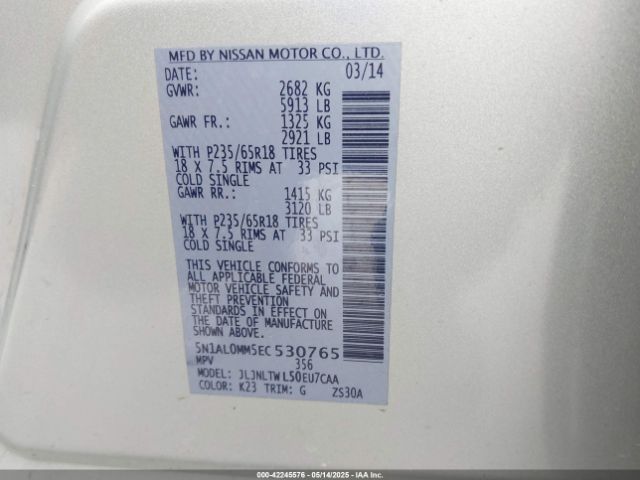 MFD BY NISSAN MOTOR CO., LTD.
DATE: 03/14
GVWR: 2682 KG
5913 LB
GAWR FR.: 1325 KG
2921 LB
WITH P235/65R18 TIRES
18 X 7.5 RIMS AT 33 PSI
COLD SINGLE
GAWR RR.: 1415 KG
3120 LB
WITH P235/65R18 TIRES
18 X 7.5 RIMS AT 33 PSI
COLD SINGLE
THIS VEHICLE CONFORMS TO
ALL APPLICABLE FEDERAL
MOTOR VEHICLE SAFETY AND
THEFT PREVENTION
STANDARDS IN EFFECT ON
THE DATE OF MANUFACTURE
SHOWN ABOVE.
5N1AL0MM5EC530765
MPV 356
MODEL: JLJNLTWL50EU7CAA
COLOR: K23 TRIM: G ZS30A
000-42245576 - 05/14/2025 - IAA Inc.